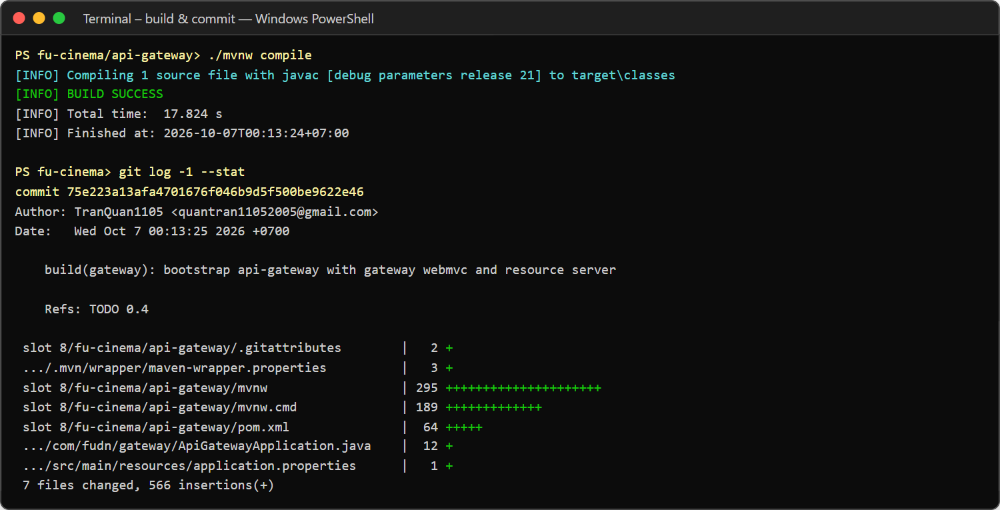 Terminal – build & commit — Windows PowerShell
PS fu-cinema/api-gateway> ./mvnw compile
[INFO] Compiling 1 source file with javac [debug parameters release 21] to target\classes
[INFO] BUILD SUCCESS
[INFO] Total time:  17.824 s
[INFO] Finished at: 2026-10-07T00:13:24+07:00
PS fu-cinema> git log -1 --stat
commit 75e223a13afa4701676f046b9d5f500be9622e46
Author: TranQuan1105 <quantran11052005@gmail.com>
Date:   Wed Oct 7 00:13:25 2026 +0700
build(gateway): bootstrap api-gateway with gateway webmvc and resource server
Refs: TODO 0.4
slot 8/fu-cinema/api-gateway/.gitattributes | 2 +
.../.mvn/wrapper/maven-wrapper.properties | 3 +
slot 8/fu-cinema/api-gateway/mvnw | 295 +++++++++++++++++++++
slot 8/fu-cinema/api-gateway/mvnw.cmd | 189 +++++++++++++
slot 8/fu-cinema/api-gateway/pom.xml | 64 +++++
.../com/fudn/gateway/ApiGatewayApplication.java | 12 +
.../src/main/resources/application.properties | 1 +
7 files changed, 566 insertions(+)